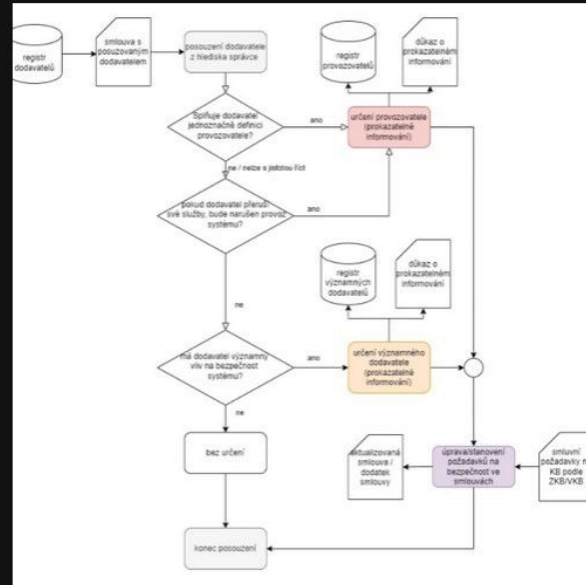 registr
dodavatelů
smlouva s
posuzovaným
dodavatelem
posouzení dodavatele
z hlediska správce
registr
provozovatelů
důkaz o
prokazatelném
informování
Splňuje dodavatel
jednoznačně definici
provozovatele?
ano
určení provozovatele
(prokazatelné
informování)
ne / nelze s jistotou říct
pokud dodavatel přeruší
své služby, bude narušen provoz
systému?
ano
registr
významných
dodavatelů
důkaz o
prokazatelném
informování
ne
má dodavatel významný
vliv na bezpečnost
systému?
ano
určení významného
dodavatele
(prokazatelné
informování)
ne
bez určení
aktualizovaná
smlouva /
dodatek
smlouvy
úprava/stanovení
požadavků na
bezpečnost ve
smlouvách
smluvní
požadavky n
KB podle
ZKB/VKB
konec posouzení